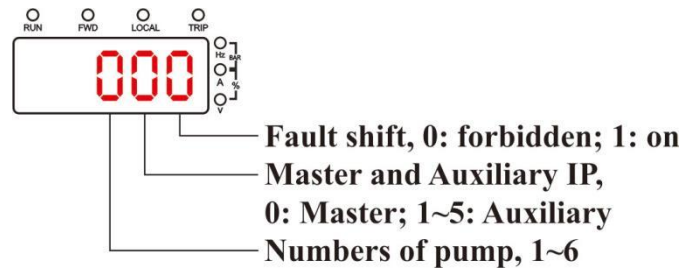 RUN FWD LOCAL TRIP
Hz BAR
A %
V
000
Fault shift, 0: forbidden; 1: on
Master and Auxiliary IP,
0: Master; 1~5: Auxiliary
Numbers of pump, 1~6